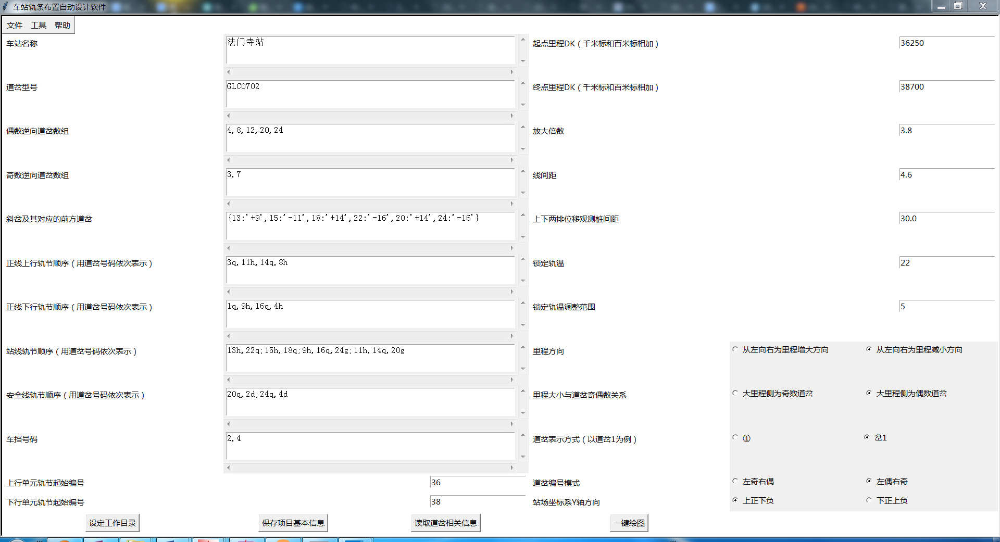 车站轨条布置自动设计软件
文件 工具 帮助
车站名称 法门寺站 起点里程DK（千米标和百米标相加） 36250
道岔型号 GLC0702 终点里程DK（千米标和百米标相加） 38700
偶数逆向道岔数组 4,8,12,20,24 放大倍数 3.8
奇数逆向道岔数组 3,7 线间距 4.6
斜岔及其对应的前方道岔 {13:'+9',15:'-11',18:'+14',22:'-16',20:'+14',24:'-16'} 上下两排位移观测桩间距 30.0
正线上行轨节顺序（用道岔号码依次表示） 3q,11h,14q,8h 锁定轨温 22
正线下行轨节顺序（用道岔号码依次表示） 1q,9h,16q,4h 锁定轨温调整范围 5
站线轨节顺序（用道岔号码依次表示） 13h,22q;15h,18q;9h,16q,24g;11h,14q,20g 里程方向 从左向右为里程增大方向 从左向右为里程减小方向
安全线轨节顺序（用道岔号码依次表示） 20q,2d;24q,4d 里程大小与道岔奇偶数关系 大里程侧为奇数道岔 大里程侧为偶数道岔
车挡号码 2,4 道岔表示方式（以道岔1为例） ① 岔1
上行单元轨节起始编号 36 道岔编号模式 左奇右偶 左偶右奇
下行单元轨节起始编号 38 站场坐标系Y轴方向 上正下负 下正上负
设定工作目录 保存项目基本信息 读取道岔相关信息 一键绘图